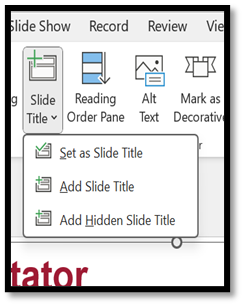 Slide Show Record Review View
Slide Title
Reading Order Pane
Alt Text
Mark as Decorative
Set as Slide Title
Add Slide Title
Add Hidden Slide Title
tator